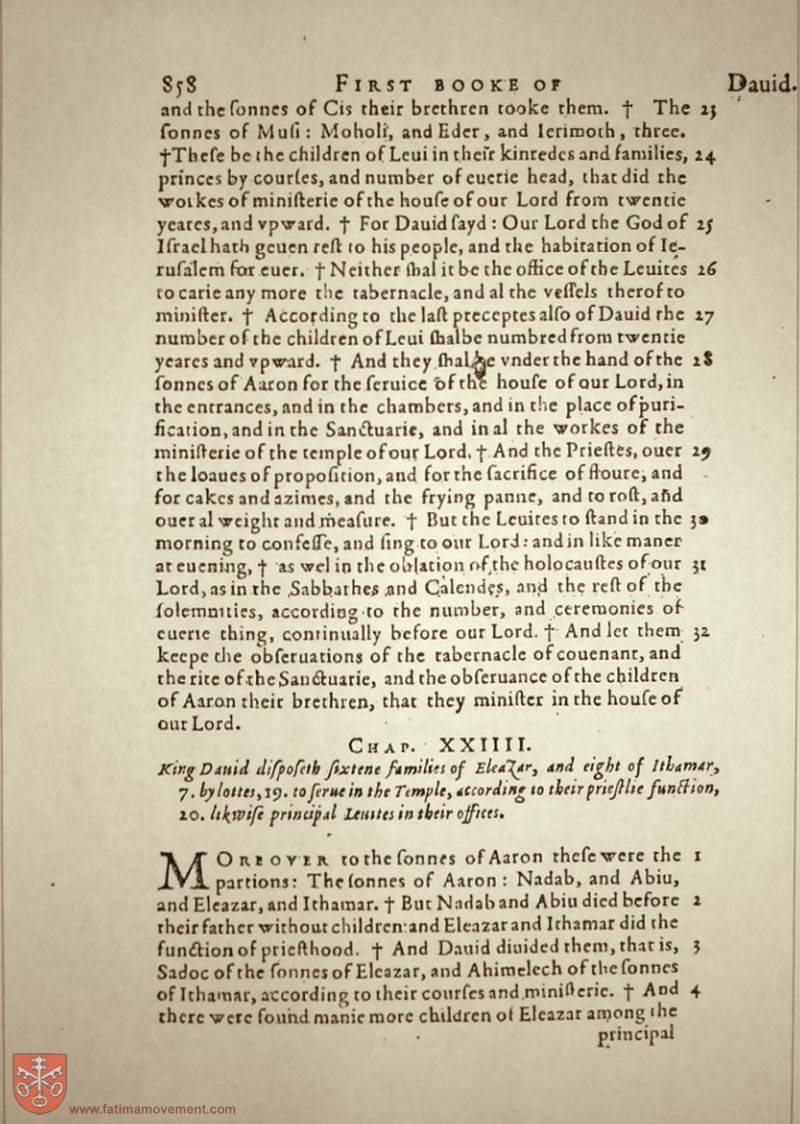 858 FIRST BOOKE OF Dauid.
and the ſonnes of Cis their brethren tooke them. † The 23
ſonnes of Muſi: Moholi, and Eder, and Ierimoth, three.
†Theſe be the children of Leui in their kinredes and families, 24
princes by courſes, and number of euerie head, that did the
workes of miniſterie of the houſe of our Lord from twentie
yeares, and vpward. † For Dauid ſayd: Our Lord the God of 25
Iſrael hath geuen reſt to his people, and the habitation of Ie-
ruſalem for euer. † Neither ſhal it be the office of the Leuites 26
to carie any more the tabernacle, and al the veſſels therof to
miniſter. † According to the laſt preceptes alſo of Dauid the 27
number of the children of Leui ſhalbe numbred from twentie
yeares and vpward. † And they ſhal be vnder the hand of the 28
ſonnes of Aaron for the ſeruice of the houſe of our Lord, in
the entrances, and in the chambers, and in the place of puri-
fication, and in the Sanctuarie, and in al the workes of the
miniſterie of the temple of our Lord. † And the Prieſtes, ouer 29
the loaues of propoſition, and for the ſacrifice of floure, and
for cakes and azimes, and the frying panne, and to roſt, and
ouer al weight and meaſure. † But the Leuites to ſtand in the 30
morning to confeſſe, and ſing to our Lord: and in like maner
at euening, † as wel in the oblation of the holocauſtes of our 31
Lord, as in the Sabbathes and Calendes, and the reſt of the
ſolemnities, according to the number, and ceremonies of
euerie thing, continually before our Lord. † And let them 32
keepe the obſeruations of the tabernacle of couenant, and
the rite of the Sanctuarie, and the obſeruance of the children
of Aaron their brethren, that they miniſter in the houſe of
our Lord.
CHAP. XXIIII.
King Dauid diſpoſeth ſixtene families of Eleazar, and eight of Ithamar,
7. by lottes, 19. to ſerue in the Temple, according to their prieſtlie function,
20. likwiſe principal Leuites in their offices.
MOREOVER to the ſonnes of Aaron theſe were the 1
partions: The ſonnes of Aaron: Nadab, and Abiu,
and Eleazar, and Ithamar. † But Nadab and Abiu died before 2
their father without children: and Eleazar and Ithamar did the
function of prieſthood. † And Dauid diuided them, that is, 3
Sadoc of the ſonnes of Eleazar, and Ahimelech of the ſonnes
of Ithamar, according to their courſes and miniſterie. † And 4
there were found manie more children of Eleazar among the
principal
www.fatimamovement.com